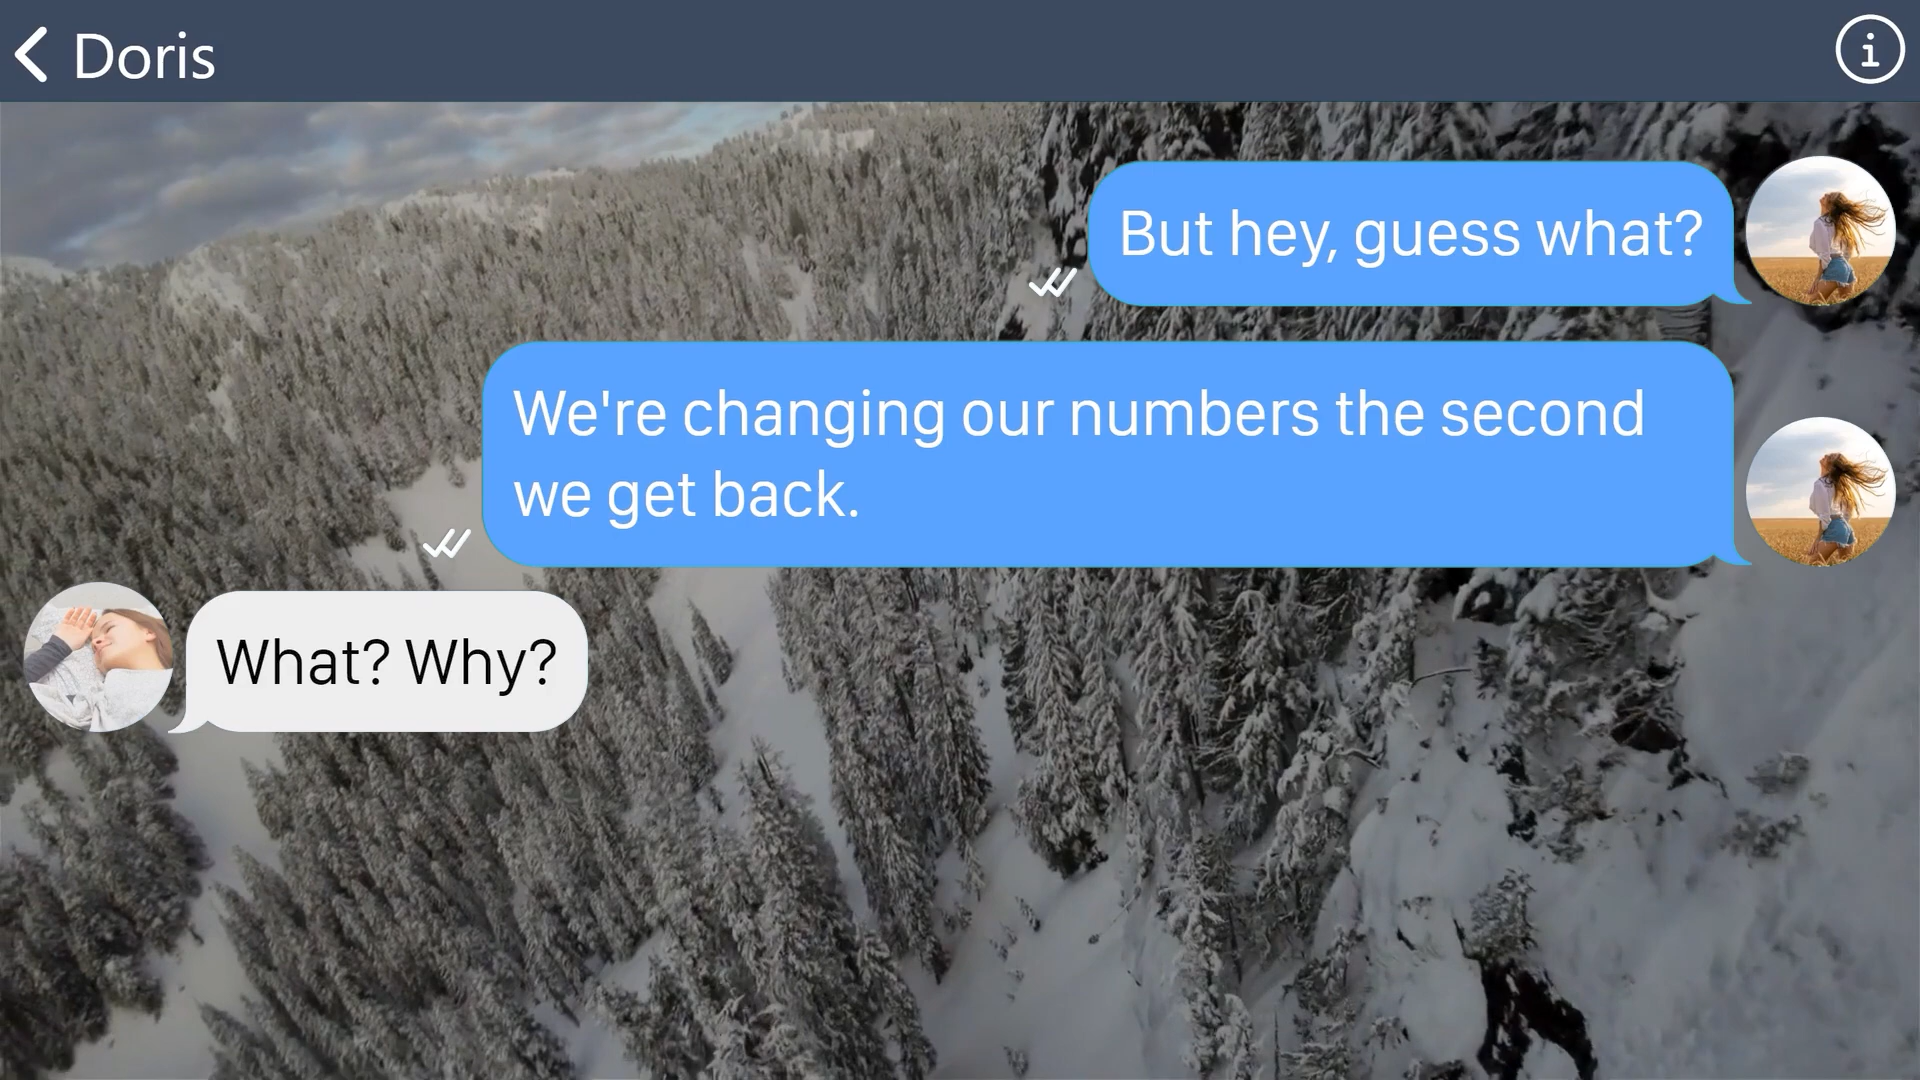 Doris
But hey, guess what?
We're changing our numbers the second
we get back.
What? Why?